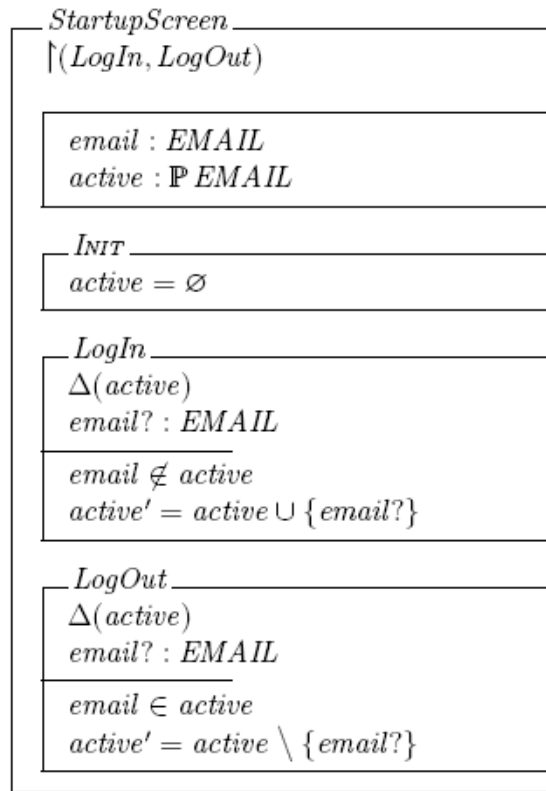 StartupScreen
↾(LogIn, LogOut)
email : EMAIL
active : ℙ EMAIL
INIT
active = ∅
LogIn
Δ(active)
email? : EMAIL
email ∉ active
active′ = active ∪ {email?}
LogOut
Δ(active)
email? : EMAIL
email ∈ active
active′ = active \ {email?}